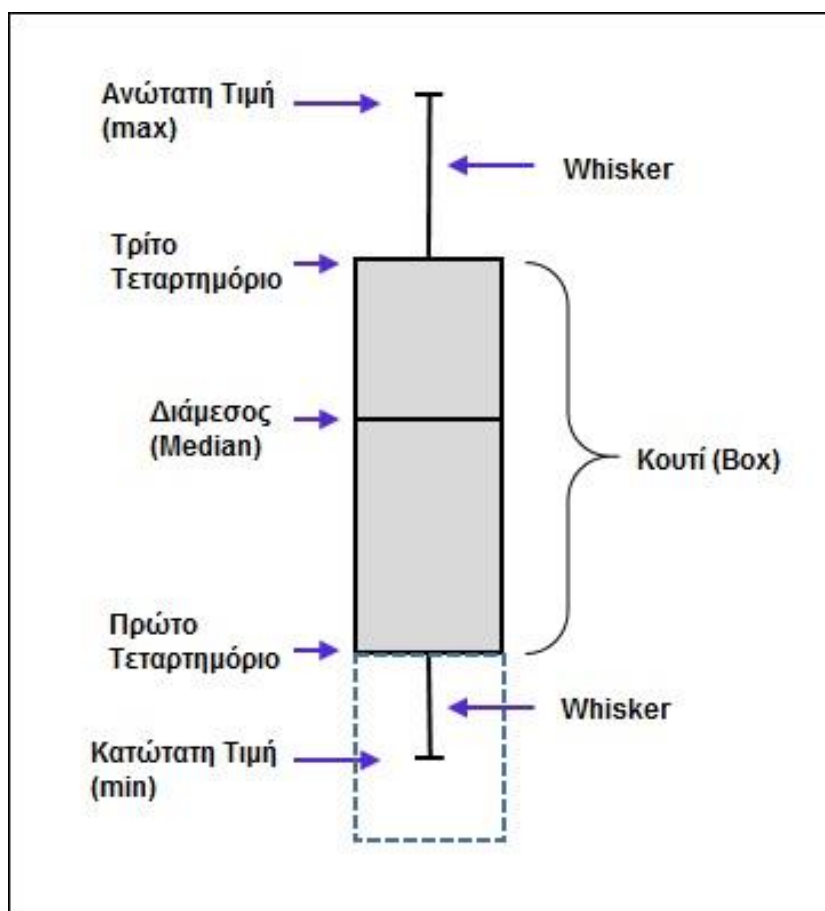 Ανώτατη Τιμή
(max)
Whisker
Τρίτο
Τεταρτημόριο
Διάμεσος
(Median)
Κουτί (Box)
Πρώτο
Τεταρτημόριο
Whisker
Κατώτατη Τιμή
(min)